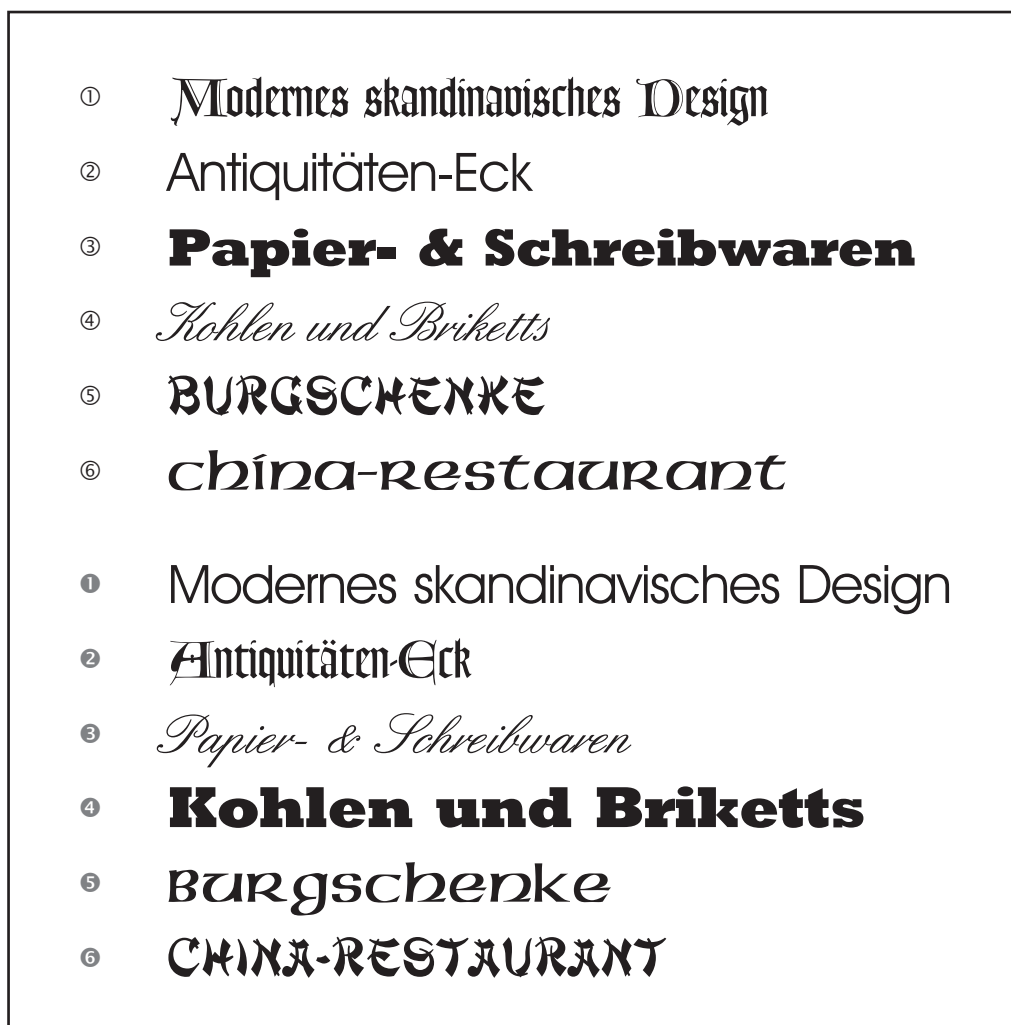 ① Modernes skandinavisches Design
② Antiquitäten-Eck
③ Papier- & Schreibwaren
④ Kohlen und Briketts
⑤ BURGSCHENKE
⑥ china-restaurant
❶ Modernes skandinavisches Design
❷ Antiquitäten-Eck
❸ Papier- & Schreibwaren
❹ Kohlen und Briketts
❺ Burgschenke
❻ CHINA-RESTAURANT